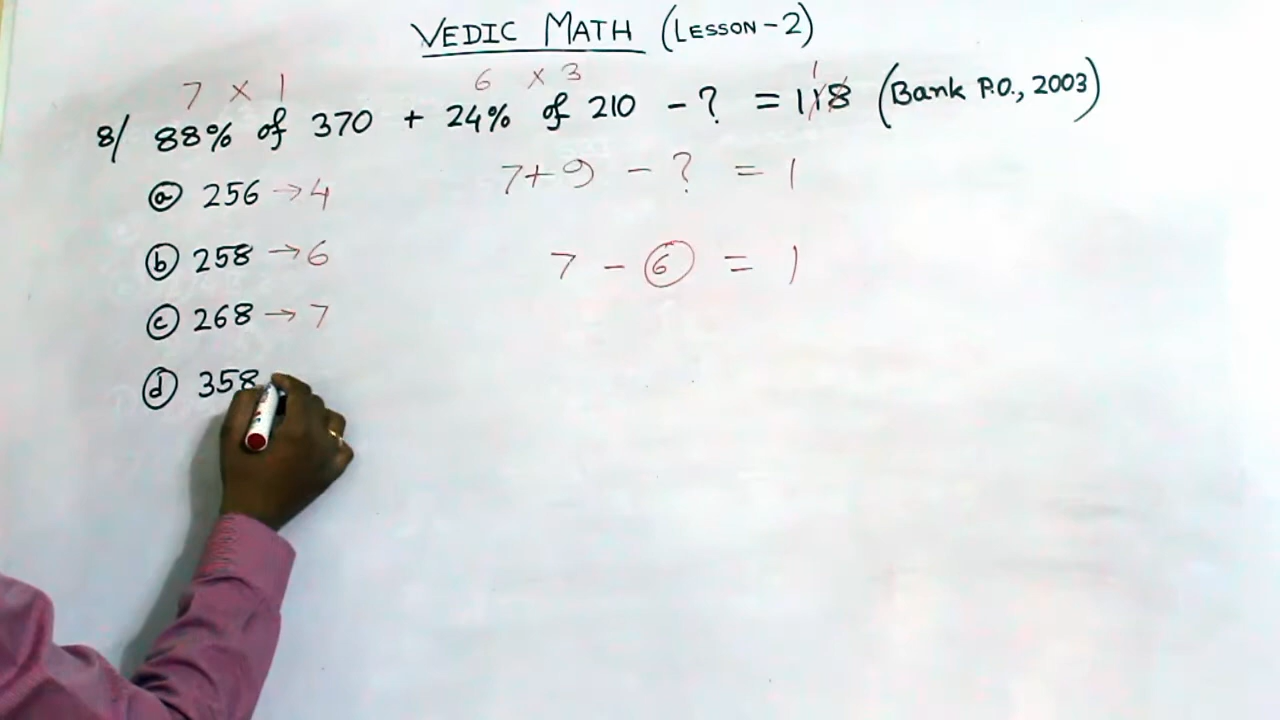 VEDIC MATH (LESSON-2)
7 × 1 6 × 3 1
8/ 88% of 370 + 24% of 210 - ? = 118 (Bank P.O., 2003)
7+9 - ? = 1
(a) 256 → 4
(b) 258 → 6
7 - 6 = 1
(c) 268 → 7
(d) 358